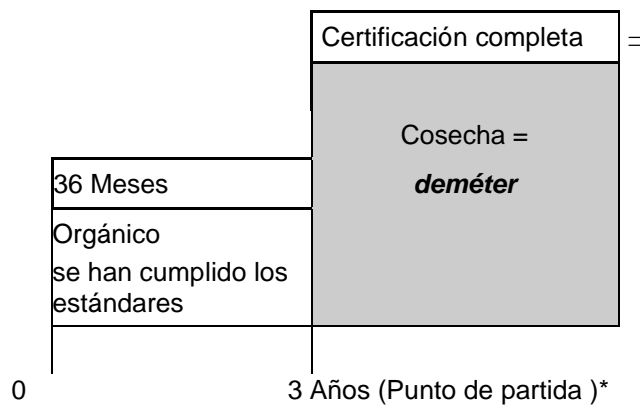 Certificación completa
Cosecha =
deméter
36 Meses
Orgánico
se han cumplido los
estándares
0
3 Años (Punto de partida )*